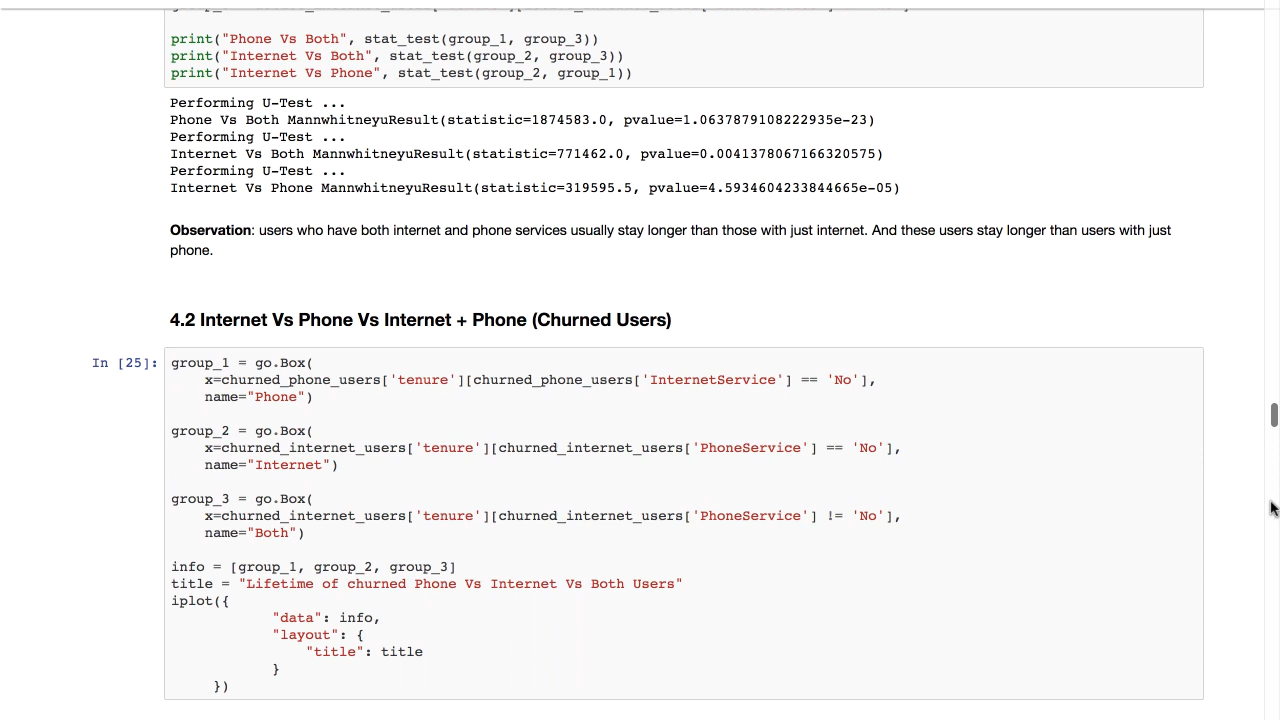 print("Phone Vs Both", stat_test(group_1, group_3))
print("Internet Vs Both", stat_test(group_2, group_3))
print("Internet Vs Phone", stat_test(group_2, group_1))
Performing U-Test ...
Phone Vs Both MannwhitneyuResult(statistic=1874583.0, pvalue=1.0637879108222935e-23)
Performing U-Test ...
Internet Vs Both MannwhitneyuResult(statistic=771462.0, pvalue=0.0041378067166320575)
Performing U-Test ...
Internet Vs Phone MannwhitneyuResult(statistic=319595.5, pvalue=4.5934604233844665e-05)
Observation: users who have both internet and phone services usually stay longer than those with just internet. And these users stay longer than users with just
phone.
4.2 Internet Vs Phone Vs Internet + Phone (Churned Users)
In [25]: group_1 = go.Box(
x=churned_phone_users['tenure'][churned_phone_users['InternetService'] == 'No'],
name="Phone")
group_2 = go.Box(
x=churned_internet_users['tenure'][churned_internet_users['PhoneService'] == 'No'],
name="Internet")
group_3 = go.Box(
x=churned_internet_users['tenure'][churned_internet_users['PhoneService'] != 'No'],
name="Both")
info = [group_1, group_2, group_3]
title = "Lifetime of churned Phone Vs Internet Vs Both Users"
iplot({
"data": info,
"layout": {
"title": title
}
})